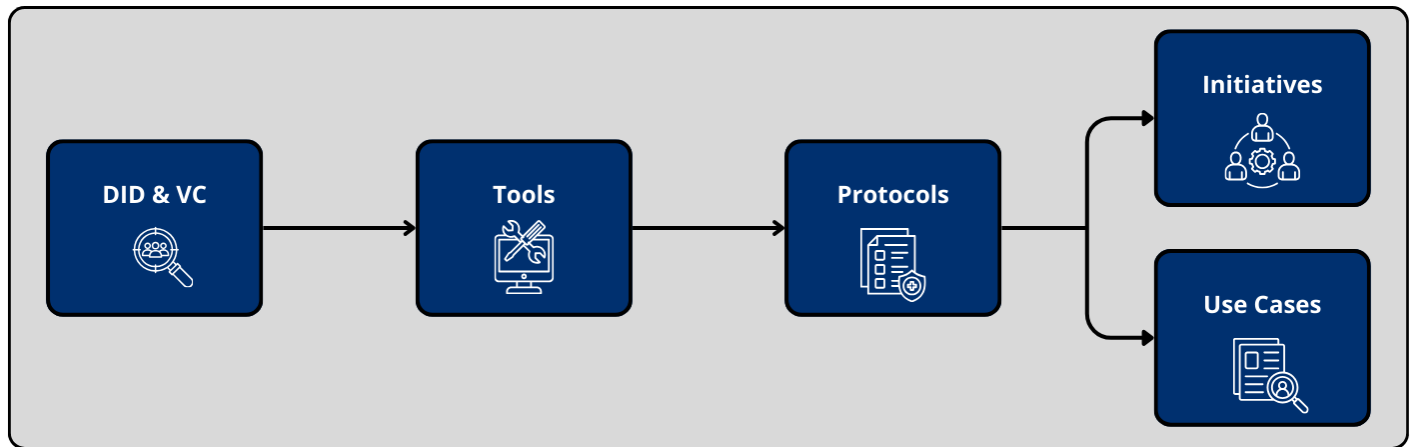 DID & VC
Tools
Protocols
Initiatives
Use Cases